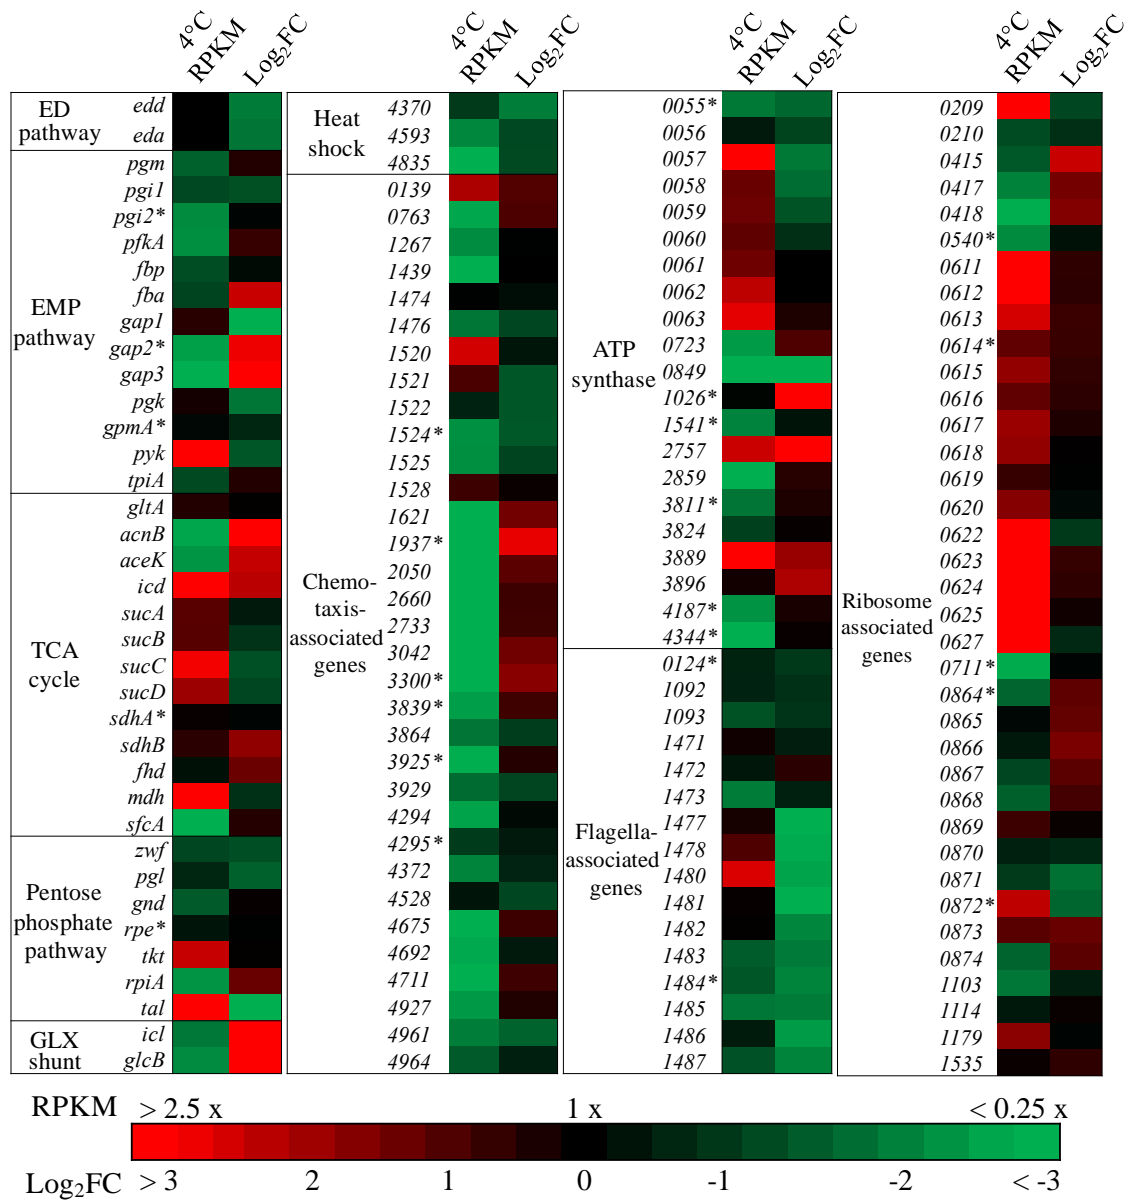 4°C
RPKM
Log₂FC
4°C
RPKM
Log₂FC
4°C
RPKM
Log₂FC
4°C
RPKM
Log₂FC
ED
pathway
edd
eda
EMP
pathway
pgm
pgi1
pgi2*
pfkA
fbp
fba
gap1
gap2*
gap3
pgk
gpmA*
pyk
tpiA
TCA
cycle
gltA
acnB
aceK
icd
sucA
sucB
sucC
sucD
sdhA*
sdhB
fhd
mdh
sfcA
Pentose
phosphate
pathway
zwf
pgl
gnd
rpe*
tkt
rpiA
tal
GLX
shunt
icl
glcB
Heat
shock
4370
4593
4835
Chemo-
taxis-
associated
genes
0139
0763
1267
1439
1474
1476
1520
1521
1522
1524*
1525
1528
1621
1937*
2050
2660
2733
3042
3300*
3839*
3864
3925*
3929
4294
4295*
4372
4528
4675
4692
4711
4927
4961
4964
ATP
synthase
0055*
0056
0057
0058
0059
0060
0061
0062
0063
0723
0849
1026*
1541*
2757
2859
3811*
3824
3889
3896
4187*
4344*
Flagella-
associated
genes
0124*
1092
1093
1471
1472
1473
1477
1478
1480
1481
1482
1483
1484*
1485
1486
1487
Ribosome
associated
genes
0209
0210
0415
0417
0418
0540*
0611
0612
0613
0614*
0615
0616
0617
0618
0619
0620
0622
0623
0624
0625
0627
0711*
0864*
0865
0866
0867
0868
0869
0870
0871
0872*
0873
0874
1103
1114
1179
1535
RPKM > 2.5 x 1 x < 0.25 x
Log₂FC > 3 2 1 0 -1 -2 < -3